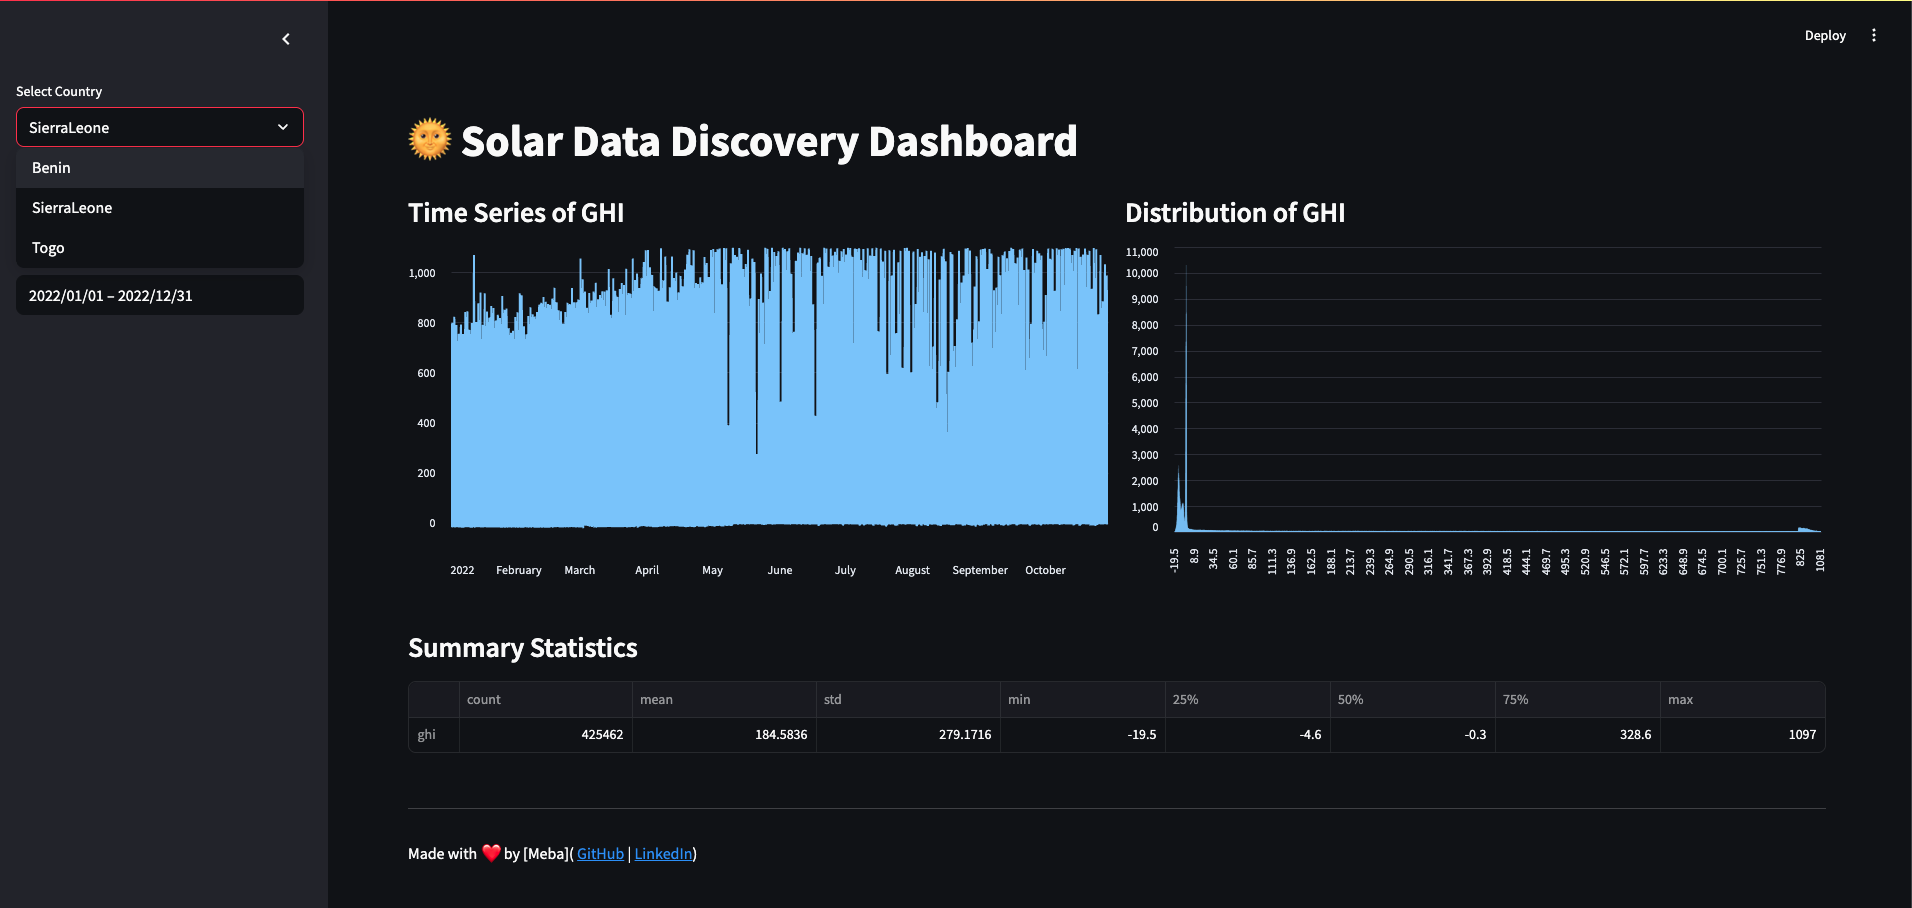 Deploy
Select Country
SierraLeone
Benin
SierraLeone
Togo
2022/01/01 – 2022/12/31
🌞 Solar Data Discovery Dashboard
Time Series of GHI
1,000
800
600
400
200
0
2022 February March April May June July August September October
Distribution of GHI
11,000
10,000
9,000
8,000
7,000
6,000
5,000
4,000
3,000
2,000
1,000
0
-19.5 8.9 34.5 60.1 85.7 111.3 136.9 162.5 188.1 213.7 239.3 264.9 290.5 316.1 341.7 367.3 392.9 418.5 444.1 469.7 495.3 520.9 546.5 572.1 597.7 623.3 648.9 674.5 700.1 725.7 751.3 776.9 825 1081
Summary Statistics
count mean std min 25% 50% 75% max
ghi 425462 184.5836 279.1716 -19.5 -4.6 -0.3 328.6 1097
Made with ❤️ by [Meba]( GitHub | LinkedIn)